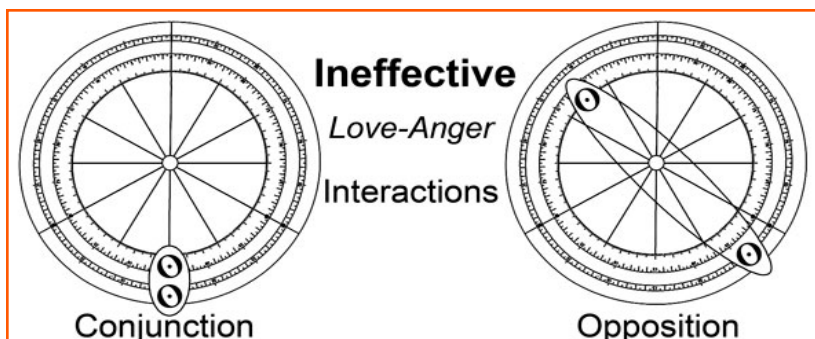 Ineffective
Love-Anger
Interactions
Conjunction
Opposition